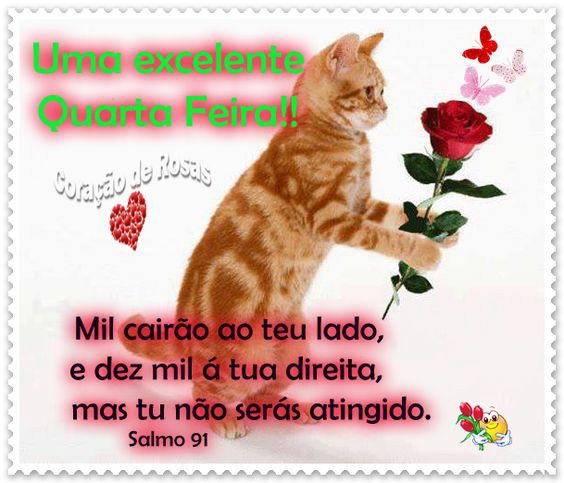 Uma excelente
Quarta Feira!!
Coração de Rosas
Mil cairão ao teu lado,
e dez mil á tua direita,
mas tu não serás atingido.
Salmo 91